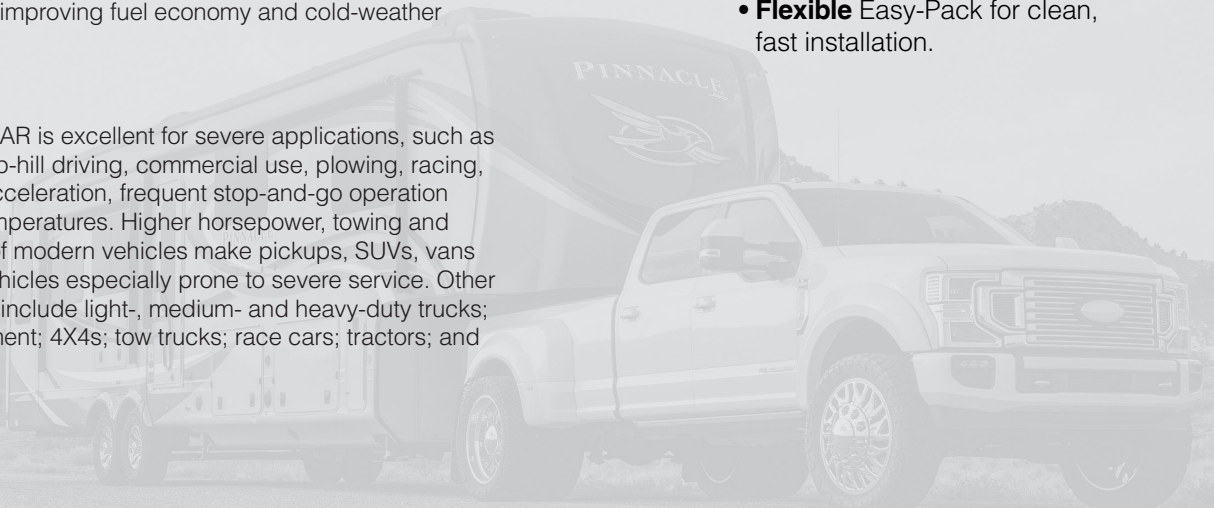 improving fuel economy and cold-weather
AR is excellent for severe applications, such as
-hill driving, commercial use, plowing, racing,
cceleration, frequent stop-and-go operation
mperatures. Higher horsepower, towing and
f modern vehicles make pickups, SUVs, vans
hicles especially prone to severe service. Other
include light-, medium- and heavy-duty trucks;
ment; 4X4s; tow trucks; race cars; tractors; and
• Flexible Easy-Pack for clean,
fast installation.
PINNACLE